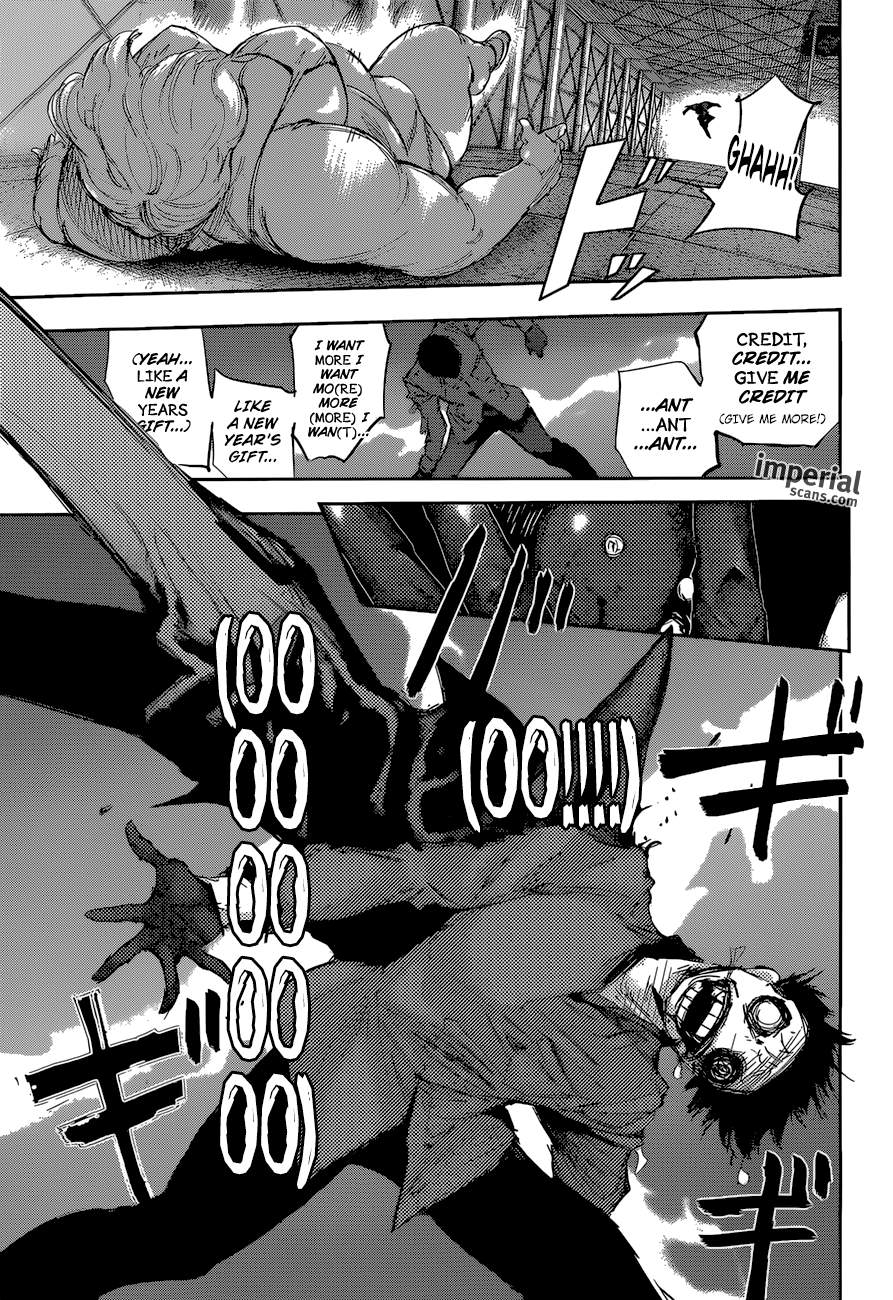 GHAHH!
ド
ド
CREDIT,
CREDIT...
GIVE ME
CREDIT
(GIVE ME MORE!)
...ANT
...ANT
...ANT...
I WANT
MORE I
WANT
MO(RE)
MORE
(MORE) I
WAN(T)...
LIKE
A NEW
YEAR'S
GIFT...
(YEAH...
LIKE A
NEW
YEARS
GIFT...)
imperial
scans.com
ギ
(OO!!!!)
(OO
OO
OO
OO
OO)
ギ
ギ